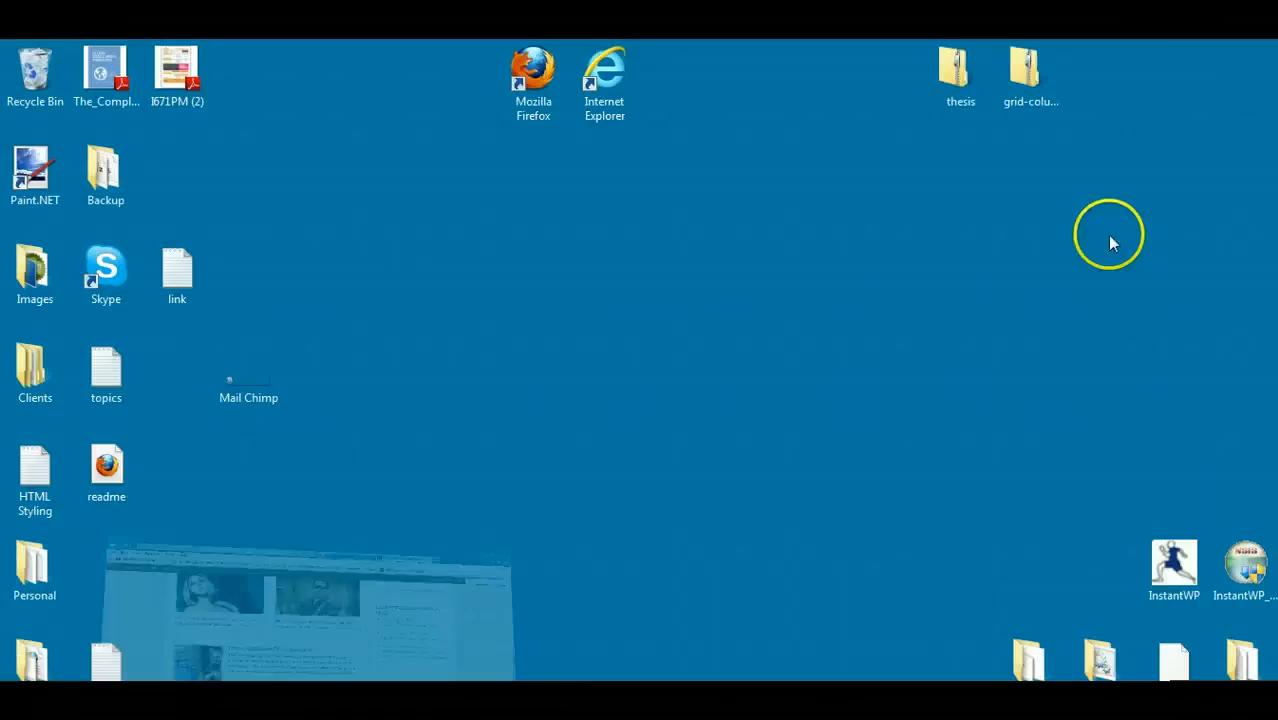 Recycle Bin
The_Compl...
I671PM (2)
Mozilla
Firefox
Internet
Explorer
thesis
grid-colu...
Paint.NET
Backup
Images
Skype
link
Clients
topics
Mail Chimp
HTML
Styling
readme
Personal
InstantWP
InstantWP_...